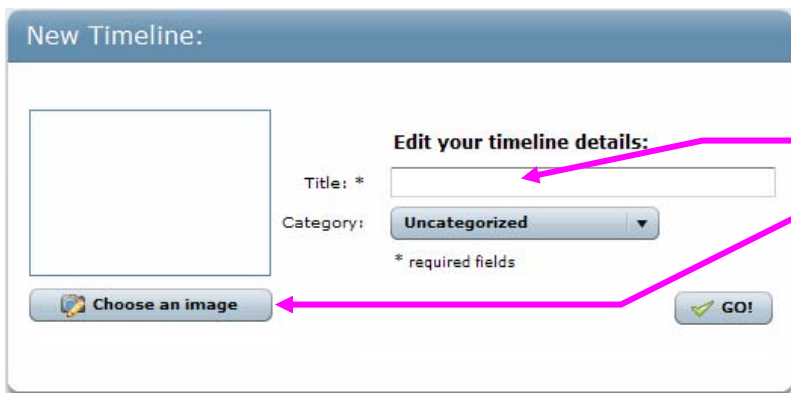 New Timeline:
Edit your timeline details:
Title: *
Category: Uncategorized
* required fields
Choose an image
GO!